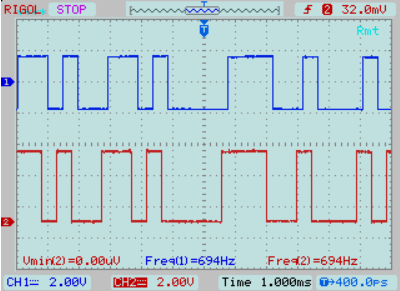 RIGOL STOP f 2 32.0mV
Rmt
T
1
2
Vmin(2)=0.00uV Freq(1)=694Hz Freq(2)=694Hz
CH1 2.00V CH2 2.00V Time 1.000ms T→400.0µs